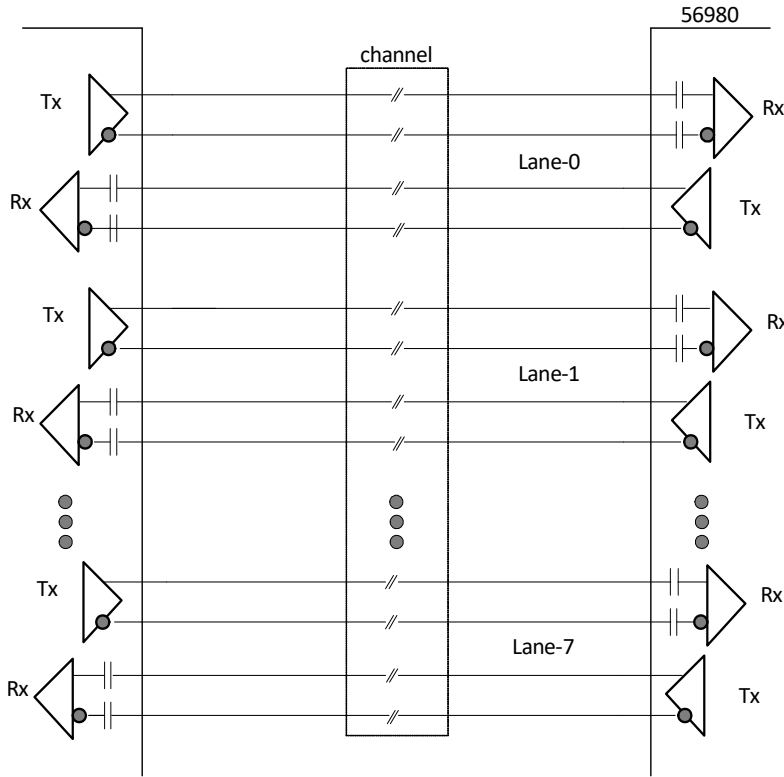 56980
channel
Tx
Rx
Lane-0
Rx
Tx
Tx
Rx
Lane-1
Rx
Tx
Tx
Rx
Lane-7
Rx
Tx